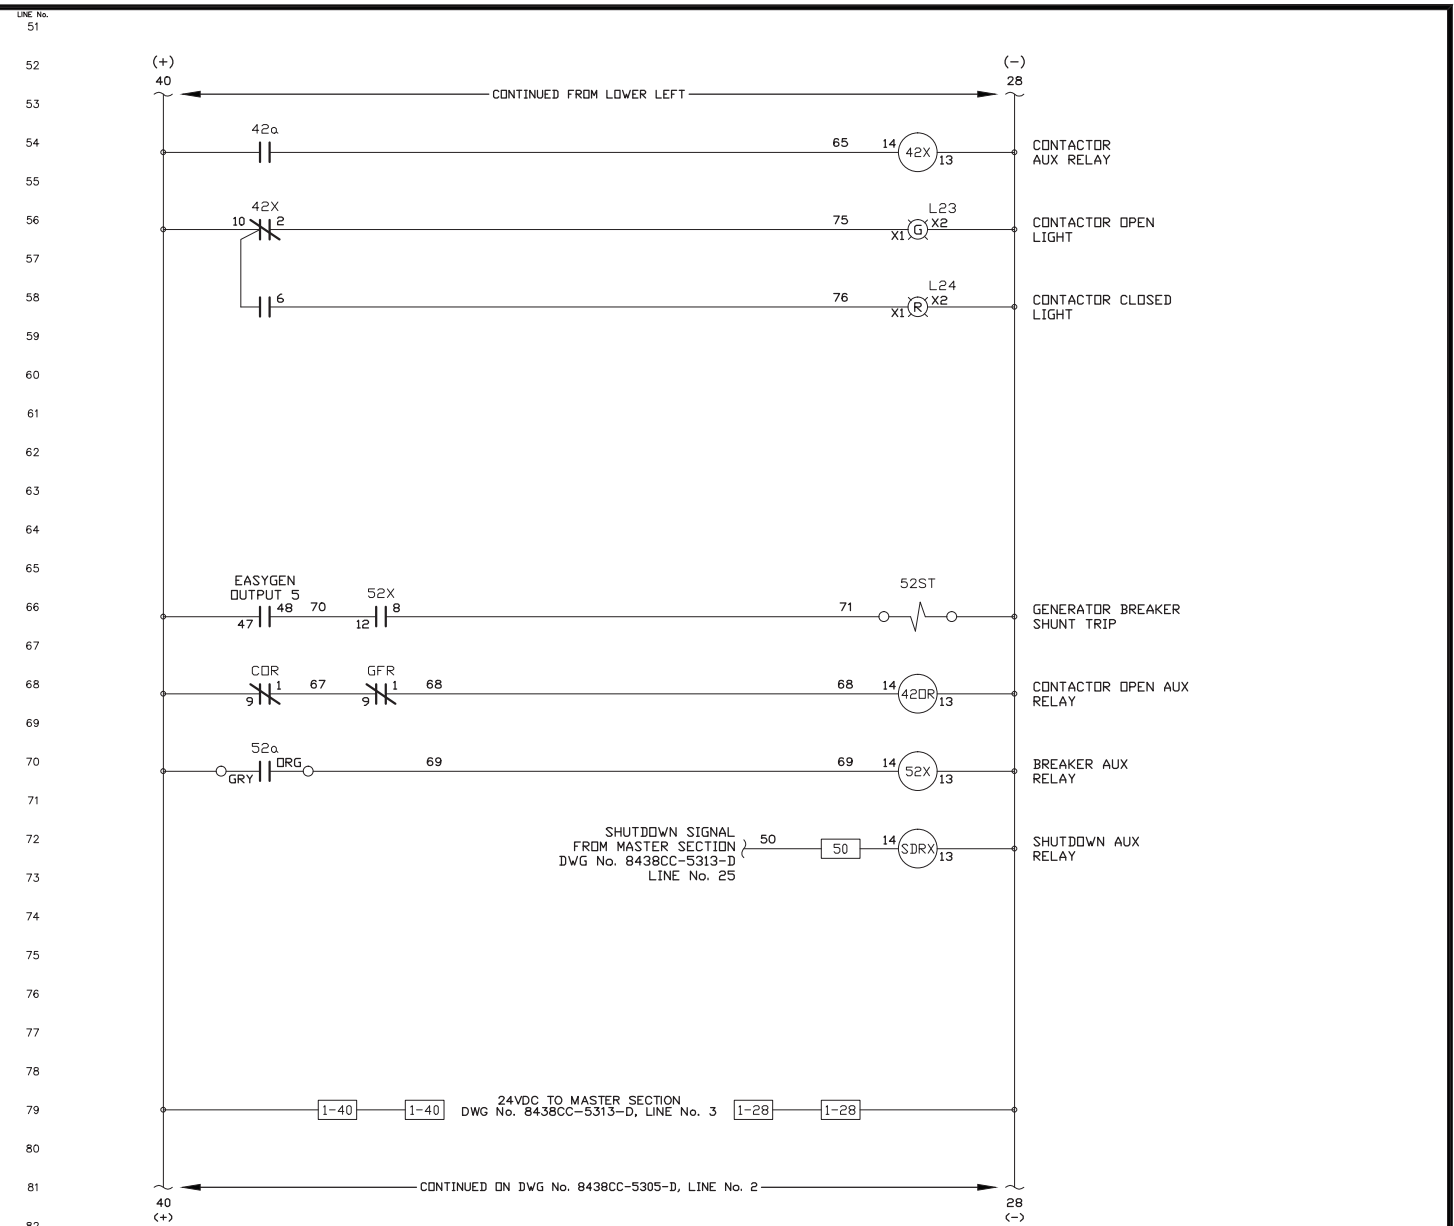 LINE No.
51
52
(+)
(-)
40
28
CONTINUED FROM LOWER LEFT
53
42a
54
65
14
42X
13
CONTACTOR
AUX RELAY
55
42X
L23
56
10
2
75
X1
G
X2
CONTACTOR OPEN
LIGHT
57
L24
58
6
76
X1
R
X2
CONTACTOR CLOSED
LIGHT
59
60
61
62
63
64
65
EASYGEN
OUTPUT 5
52X
52ST
66
47
48
70
12
8
71
GENERATOR BREAKER
SHUNT TRIP
67
COR
GFR
68
9
1
67
9
1
68
68
14
42OR
13
CONTACTOR OPEN AUX
RELAY
69
52a
70
GRY
ORG
69
69
14
52X
13
BREAKER AUX
RELAY
71
72
SHUTDOWN SIGNAL
FROM MASTER SECTION
DWG No. 8438CC-5313-D
LINE No. 25
50
50
14
SDRX
13
SHUTDOWN AUX
RELAY
73
74
75
76
77
78
79
1-40
1-40
24VDC TO MASTER SECTION
DWG No. 8438CC-5313-D, LINE No. 3
1-28
1-28
80
81
CONTINUED ON DWG No. 8438CC-5305-D, LINE No. 2
40
28
(+)
(-)
82